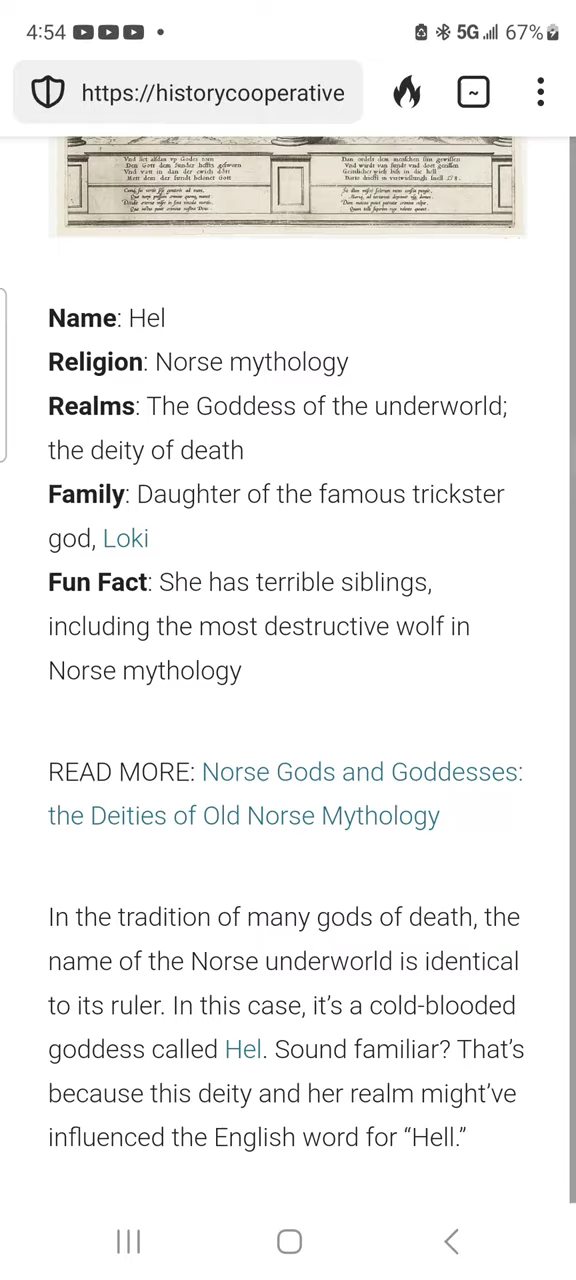 4:54
5G 67%
https://historycooperative
Name: Hel
Religion: Norse mythology
Realms: The Goddess of the underworld;
the deity of death
Family: Daughter of the famous trickster
god, Loki
Fun Fact: She has terrible siblings,
including the most destructive wolf in
Norse mythology
READ MORE: Norse Gods and Goddesses:
the Deities of Old Norse Mythology
In the tradition of many gods of death, the
name of the Norse underworld is identical
to its ruler. In this case, it’s a cold-blooded
goddess called Hel. Sound familiar? That’s
because this deity and her realm might’ve
influenced the English word for “Hell.”